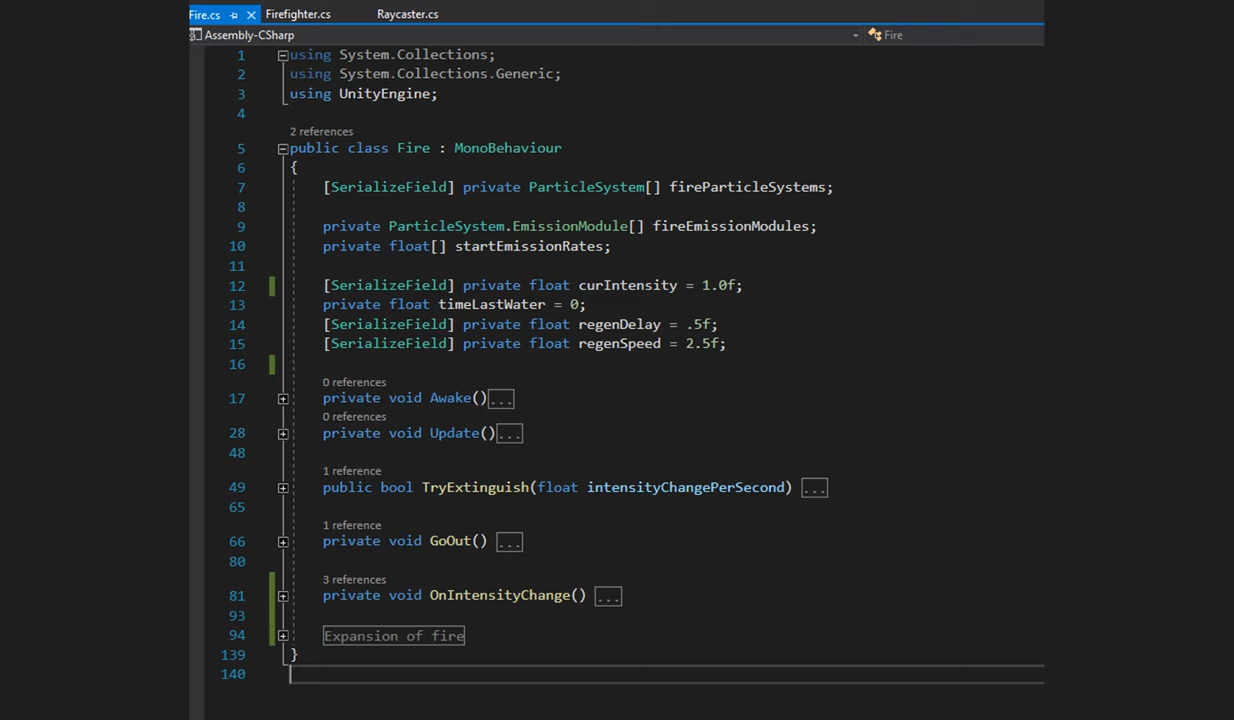 Fire.cs Firefighter.cs Raycaster.cs
Assembly-CSharp Fire
1 using System.Collections;
2 using System.Collections.Generic;
3 using UnityEngine;
4
2 references
5 public class Fire : MonoBehaviour
6 {
7 [SerializeField] private ParticleSystem[] fireParticleSystems;
8
9 private ParticleSystem.EmissionModule[] fireEmissionModules;
10 private float[] startEmissionRates;
11
12 [SerializeField] private float curIntensity = 1.0f;
13 private float timeLastWater = 0;
14 [SerializeField] private float regenDelay = .5f;
15 [SerializeField] private float regenSpeed = 2.5f;
16
0 references
17 private void Awake()...
0 references
28 private void Update()...
48
1 reference
49 public bool TryExtinguish(float intensityChangePerSecond) ...
65
1 reference
66 private void GoOut() ...
80
3 references
81 private void OnIntensityChange() ...
93
94 Expansion of fire
139 }
140